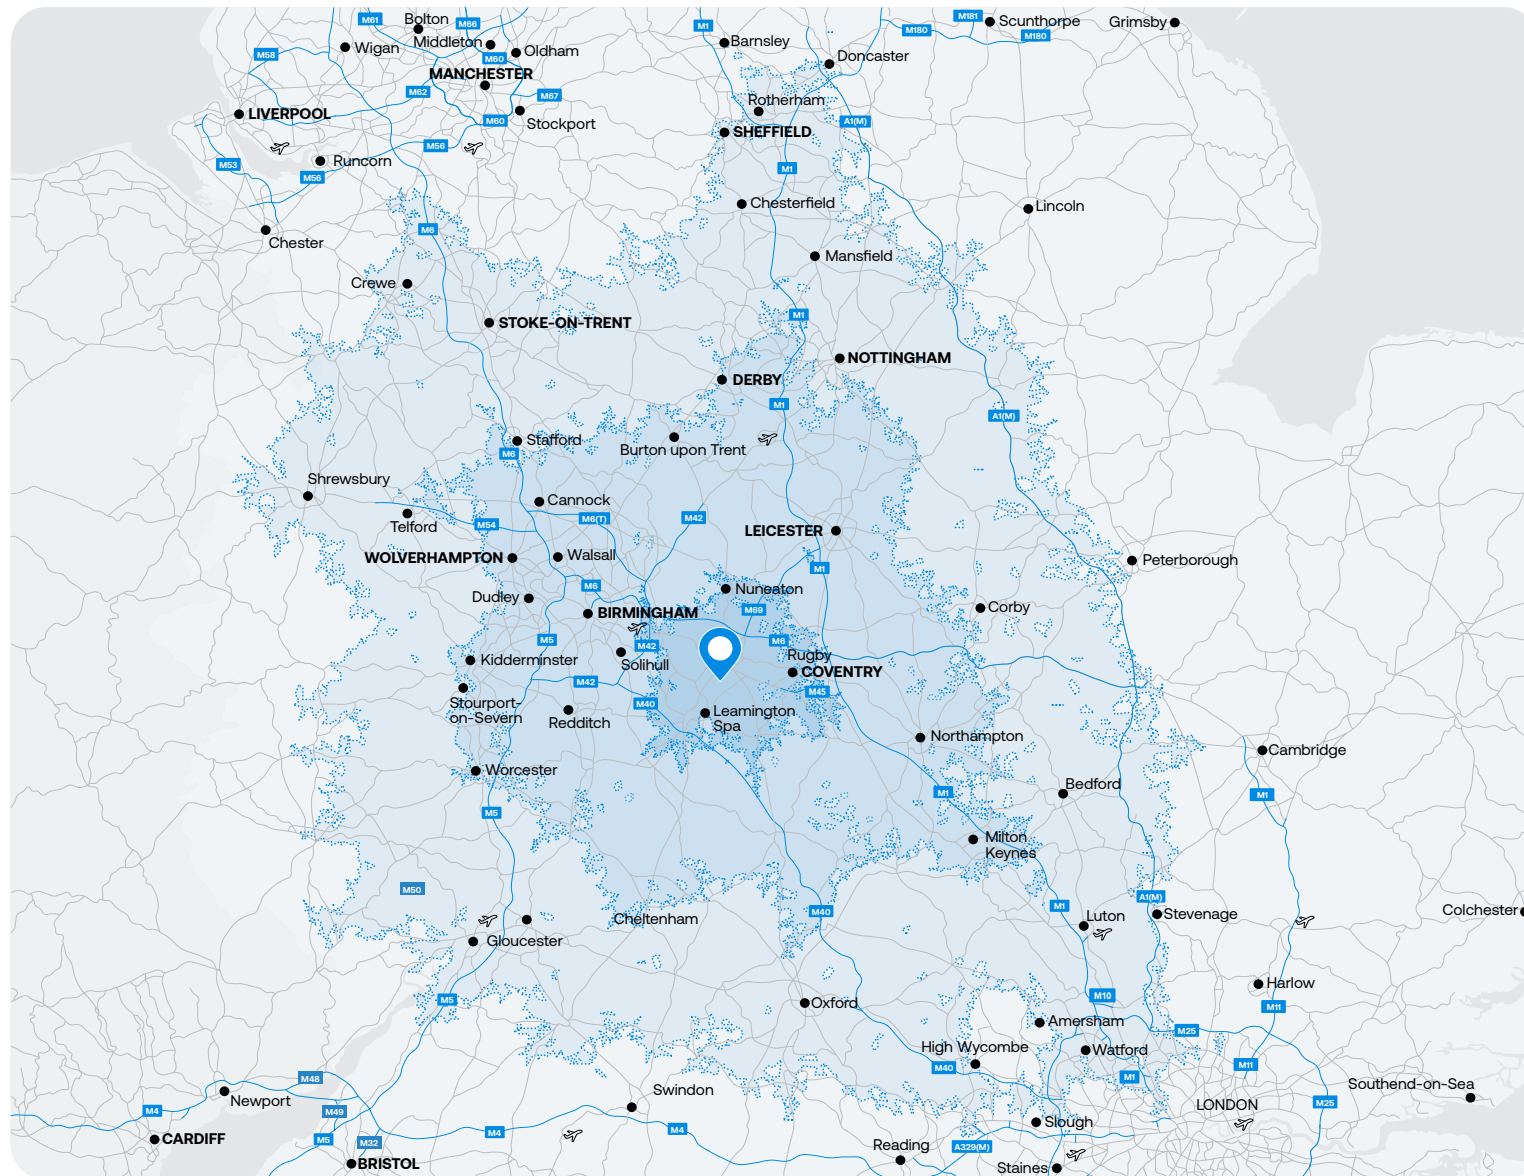 M61
Bolton
M66
M1
M181
Scunthorpe
Grimsby
M180
M180
Wigan
Middleton
Oldham
Barnsley
M58
M60
Doncaster
MANCHESTER
M62
M67
Rotherham
LIVERPOOL
M60
Stockport
SHEFFIELD
A1(M)
M56
M53
Runcorn
M56
M1
Chesterfield
Lincoln
M6
Chester
Mansfield
Crewe
M1
STOKE-ON-TRENT
NOTTINGHAM
DERBY
M1
A1(M)
Stafford
M6
Burton upon Trent
Shrewsbury
Cannock
Telford
M54
M6(T)
M42
LEICESTER
WOLVERHAMPTON
Walsall
M1
Peterborough
M6
Nuneaton
Dudley
M69
Corby
BIRMINGHAM
M5
M42
M6
Rugby
Kidderminster
Solihull
COVENTRY
M42
M45
Stourport-
on-Severn
M40
Redditch
Leamington
Spa
Northampton
Cambridge
Worcester
Bedford
M1
M1
M5
Milton
Keynes
M50
A1(M)
M1
M40
Cheltenham
Luton
Stevenage
Colchester
Gloucester
Harlow
M5
M10
Oxford
M11
Amersham
M25
High Wycombe
Watford
M40
M11
M1
M48
Newport
Swindon
Southend-on-Sea
M4
M49
LONDON
M25
CARDIFF
M5
M32
M4
M4
Slough
Reading
A329(M)
BRISTOL
Staines